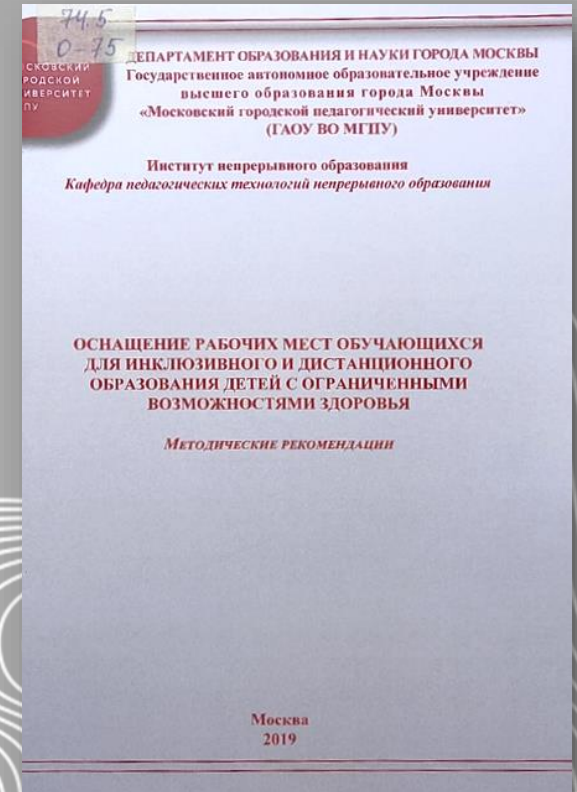 74.5
О-75
СКОВСКИЙ
РОДСКОЙ
ИВЕРСИТЕТ
ПУ
ДЕПАРТАМЕНТ ОБРАЗОВАНИЯ И НАУКИ ГОРОДА МОСКВЫ
Государственное автономное образовательное учреждение
высшего образования города Москвы
«Московский городской педагогический университет»
(ГАОУ ВО МГПУ)
Институт непрерывного образования
Кафедра педагогических технологий непрерывного образования
ОСНАЩЕНИЕ РАБОЧИХ МЕСТ ОБУЧАЮЩИХСЯ
ДЛЯ ИНКЛЮЗИВНОГО И ДИСТАНЦИОННОГО
ОБРАЗОВАНИЯ ДЕТЕЙ С ОГРАНИЧЕННЫМИ
ВОЗМОЖНОСТЯМИ ЗДОРОВЬЯ
МЕТОДИЧЕСКИЕ РЕКОМЕНДАЦИИ
Москва
2019